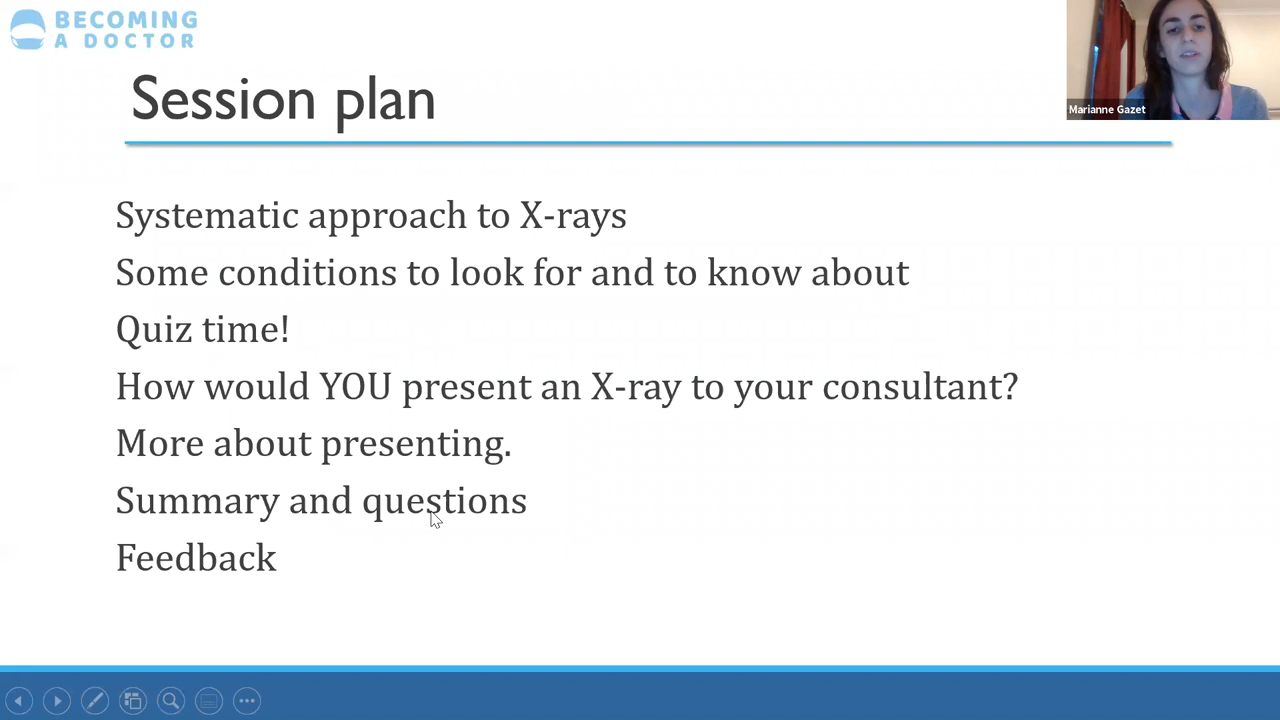 BECOMING
A DOCTOR
Session plan
Marianne Gazet
Systematic approach to X-rays
Some conditions to look for and to know about
Quiz time!
How would YOU present an X-ray to your consultant?
More about presenting.
Summary and questions
Feedback